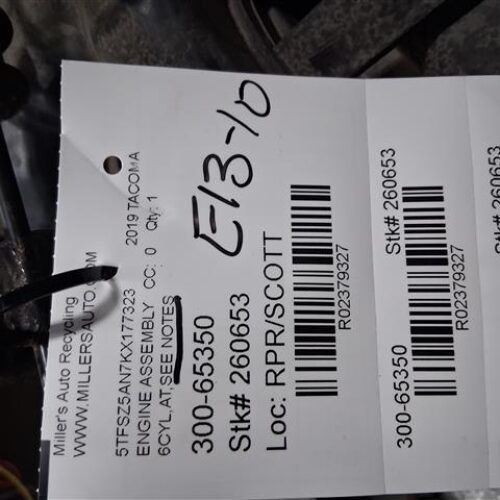 Miller's Auto Recycling
WWW.MILLERSAUTO.COM
5TFSZ5AN7KX177323 2019 TACOMA
ENGINE ASSEMBLY CC: 0 Qty: 1
6CYL,AT,SEE NOTES
E13-10
300-65350
Stk# 260653
Loc: RPR/SCOTT
R02379327
Stk# 260653
300-65350
R02379327
Stk# 260653